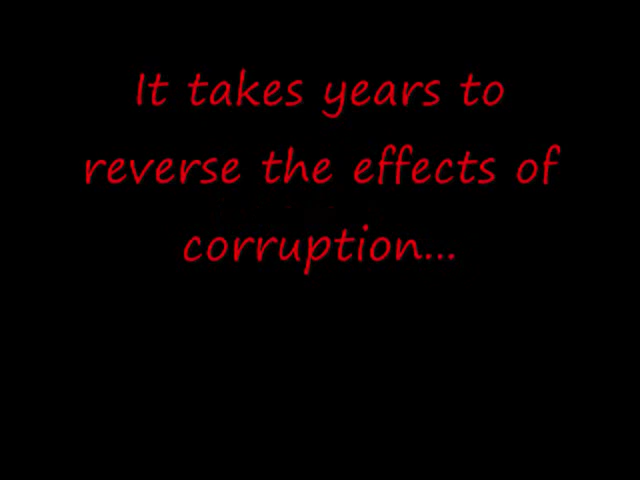 It takes years to
reverse the effects of
corruption...